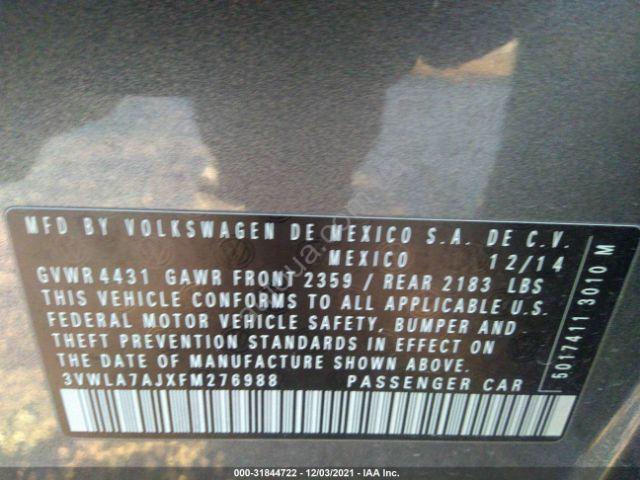 MFD BY VOLKSWAGEN DE MEXICO S.A. DE C.V.
MEXICO 12/14
GVWR 4431 GAWR FRONT 2359 / REAR 2183 LBS
THIS VEHICLE CONFORMS TO ALL APPLICABLE U.S.
FEDERAL MOTOR VEHICLE SAFETY, BUMPER AND
THEFT PREVENTION STANDARDS IN EFFECT ON
THE DATE OF MANUFACTURE SHOWN ABOVE.
3VWLA7AJXFM276988 PASSENGER CAR
5017411 3010 M
000-31844722 - 12/03/2021 - IAA Inc.